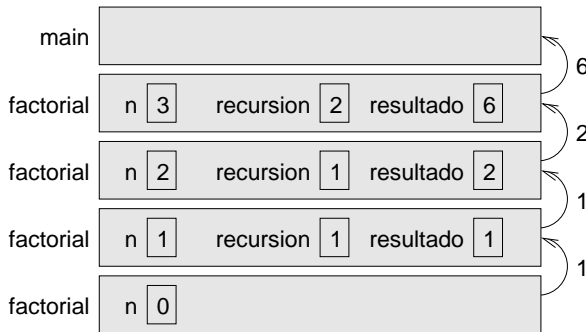 main
6
factorial n 3 recursion 2 resultado 6
2
factorial n 2 recursion 1 resultado 2
1
factorial n 1 recursion 1 resultado 1
1
factorial n 0